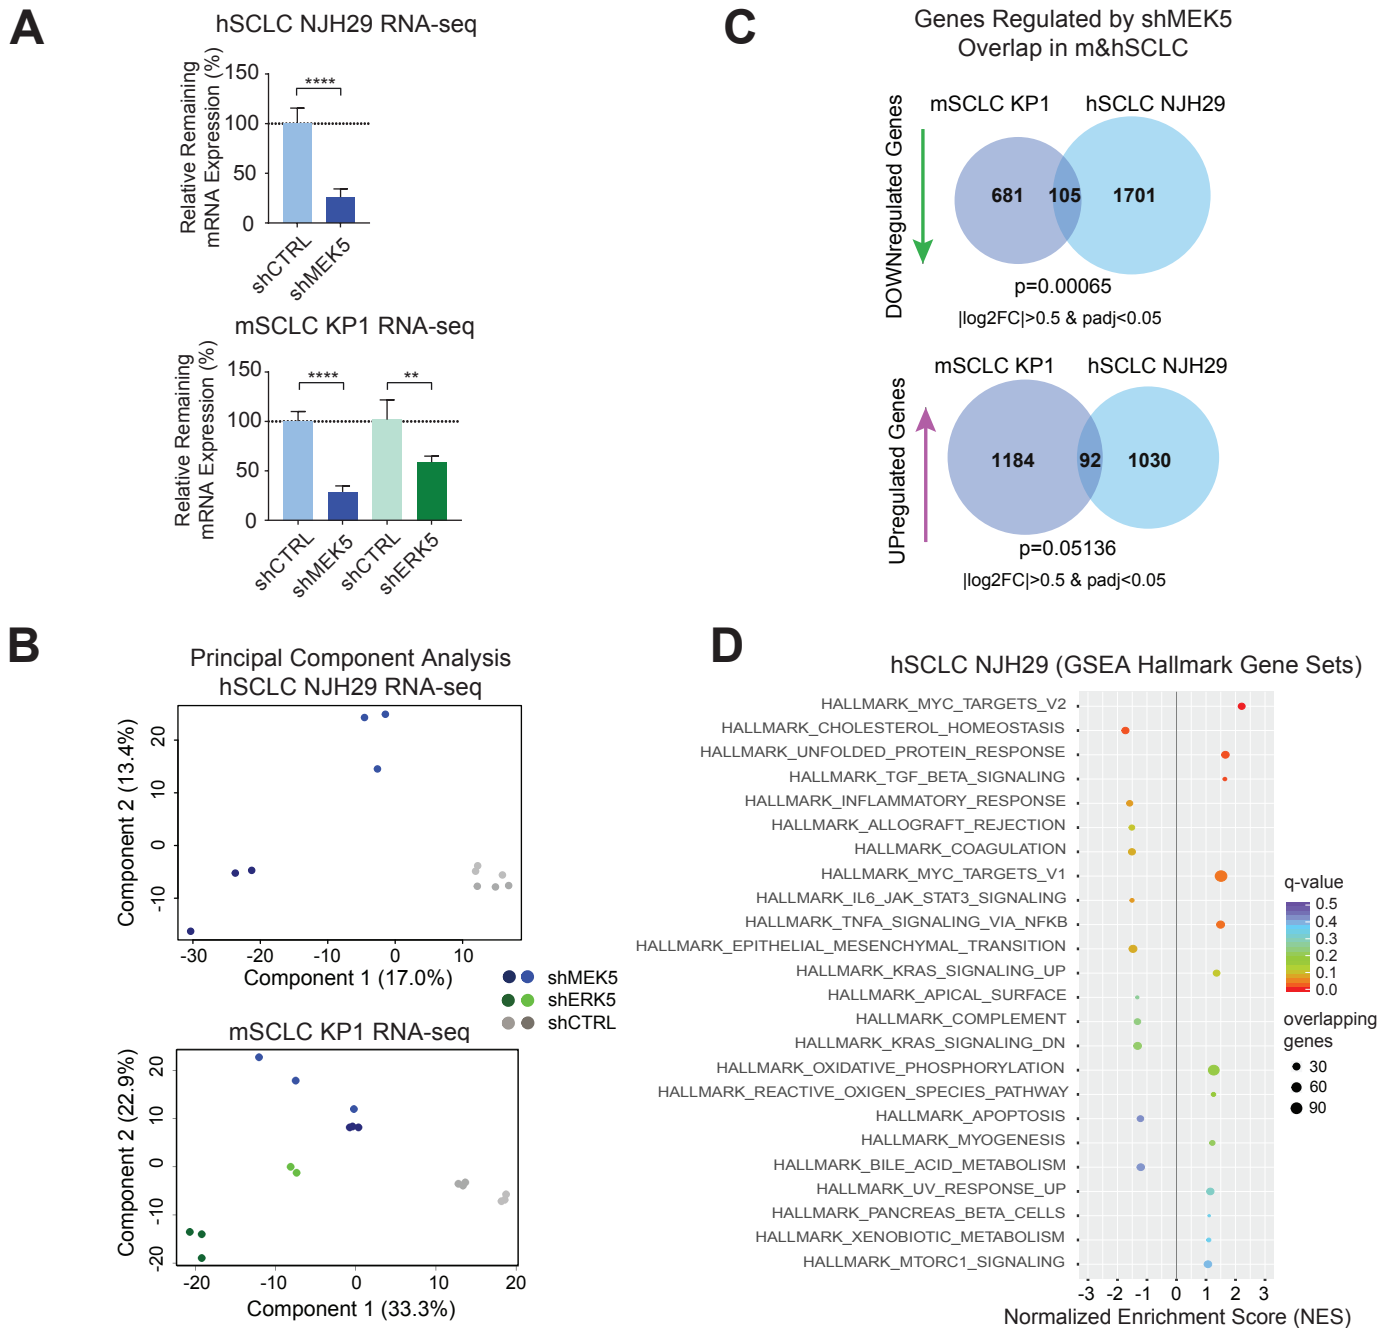 A
hSCLC NJH29 RNA-seq
Relative Remaining
mRNA Expression (%)
150
100
50
0
****
shCTRL
shMEK5
mSCLC KP1 RNA-seq
Relative Remaining
mRNA Expression (%)
150
100
50
0
****
**
shCTRL
shMEK5
shCTRL
shERK5
B
Principal Component Analysis
hSCLC NJH29 RNA-seq
Component 2 (13.4%)
20
10
0
-10
-30
-20
-10
0
10
Component 1 (17.0%)
shMEK5
shERK5
shCTRL
mSCLC KP1 RNA-seq
Component 2 (22.9%)
20
10
0
-10
-20
-20
-10
0
10
20
Component 1 (33.3%)
C
Genes Regulated by shMEK5
Overlap in m&hSCLC
DOWNregulated Genes
mSCLC KP1
hSCLC NJH29
681
105
1701
p=0.00065
|log2FC|>0.5 & padj<0.05
UPregulated Genes
mSCLC KP1
hSCLC NJH29
1184
92
1030
p=0.05136
|log2FC|>0.5 & padj<0.05
D
hSCLC NJH29 (GSEA Hallmark Gene Sets)
HALLMARK_MYC_TARGETS_V2
HALLMARK_CHOLESTEROL_HOMEOSTASIS
HALLMARK_UNFOLDED_PROTEIN_RESPONSE
HALLMARK_TGF_BETA_SIGNALING
HALLMARK_INFLAMMATORY_RESPONSE
HALLMARK_ALLOGRAFT_REJECTION
HALLMARK_COAGULATION
HALLMARK_MYC_TARGETS_V1
HALLMARK_IL6_JAK_STAT3_SIGNALING
HALLMARK_TNFA_SIGNALING_VIA_NFKB
HALLMARK_EPITHELIAL_MESENCHYMAL_TRANSITION
HALLMARK_KRAS_SIGNALING_UP
HALLMARK_APICAL_SURFACE
HALLMARK_COMPLEMENT
HALLMARK_KRAS_SIGNALING_DN
HALLMARK_OXIDATIVE_PHOSPHORYLATION
HALLMARK_REACTIVE_OXIGEN_SPECIES_PATHWAY
HALLMARK_APOPTOSIS
HALLMARK_MYOGENESIS
HALLMARK_BILE_ACID_METABOLISM
HALLMARK_UV_RESPONSE_UP
HALLMARK_PANCREAS_BETA_CELLS
HALLMARK_XENOBIOTIC_METABOLISM
HALLMARK_MTORC1_SIGNALING
-3 -2 -1 0 1 2 3
Normalized Enrichment Score (NES)
q-value
0.5
0.4
0.3
0.2
0.1
0.0
overlapping
genes
30
60
90